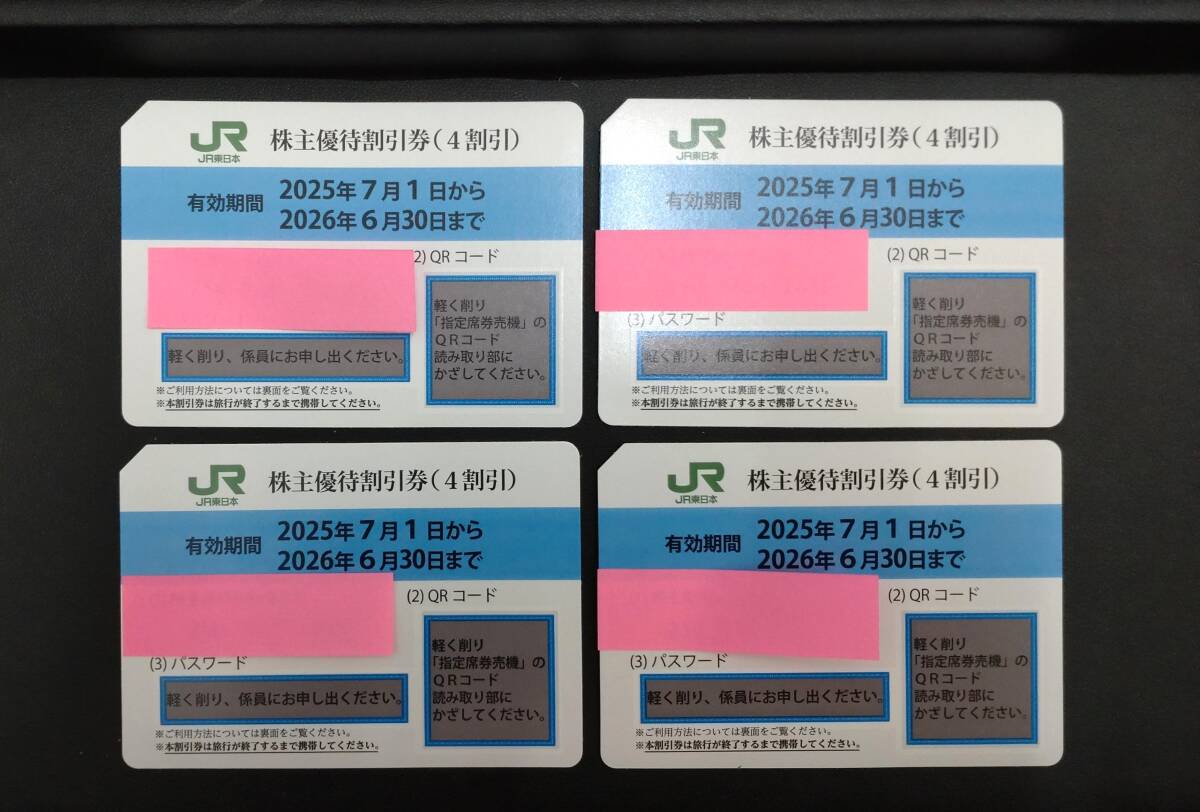 JR
JR東日本
株主優待割引券(4割引)
有効期間
2025年7月1日から
2026年6月30日まで
(2) QRコード
軽く削り
「指定席券売機」の
QRコード
読み取り部に
かざしてください。
軽く削り、係員にお申し出ください。
※ご利用方法については裏面をご覧ください。
※本割引券は旅行が終了するまで携帯してください。
JR
JR東日本
株主優待割引券(4割引)
有効期間
2025年7月1日から
2026年6月30日まで
(2) QRコード
(3) パスワード
軽く削り
「指定席券売機」の
QRコード
読み取り部に
かざしてください。
軽く削り、係員にお申し出ください。
※ご利用方法については裏面をご覧ください。
※本割引券は旅行が終了するまで携帯してください。
JR
JR東日本
株主優待割引券(4割引)
有効期間
2025年7月1日から
2026年6月30日まで
(2) QRコード
(3) パスワード
軽く削り
「指定席券売機」の
QRコード
読み取り部に
かざしてください。
軽く削り、係員にお申し出ください。
※ご利用方法については裏面をご覧ください。
※本割引券は旅行が終了するまで携帯してください。
JR
JR東日本
株主優待割引券(4割引)
有効期間
2025年7月1日から
2026年6月30日まで
(2) QRコード
(3) パスワード
軽く削り
「指定席券売機」の
QRコード
読み取り部に
かざしてください。
軽く削り、係員にお申し出ください。
※ご利用方法については裏面をご覧ください。
※本割引券は旅行が終了するまで携帯してください。